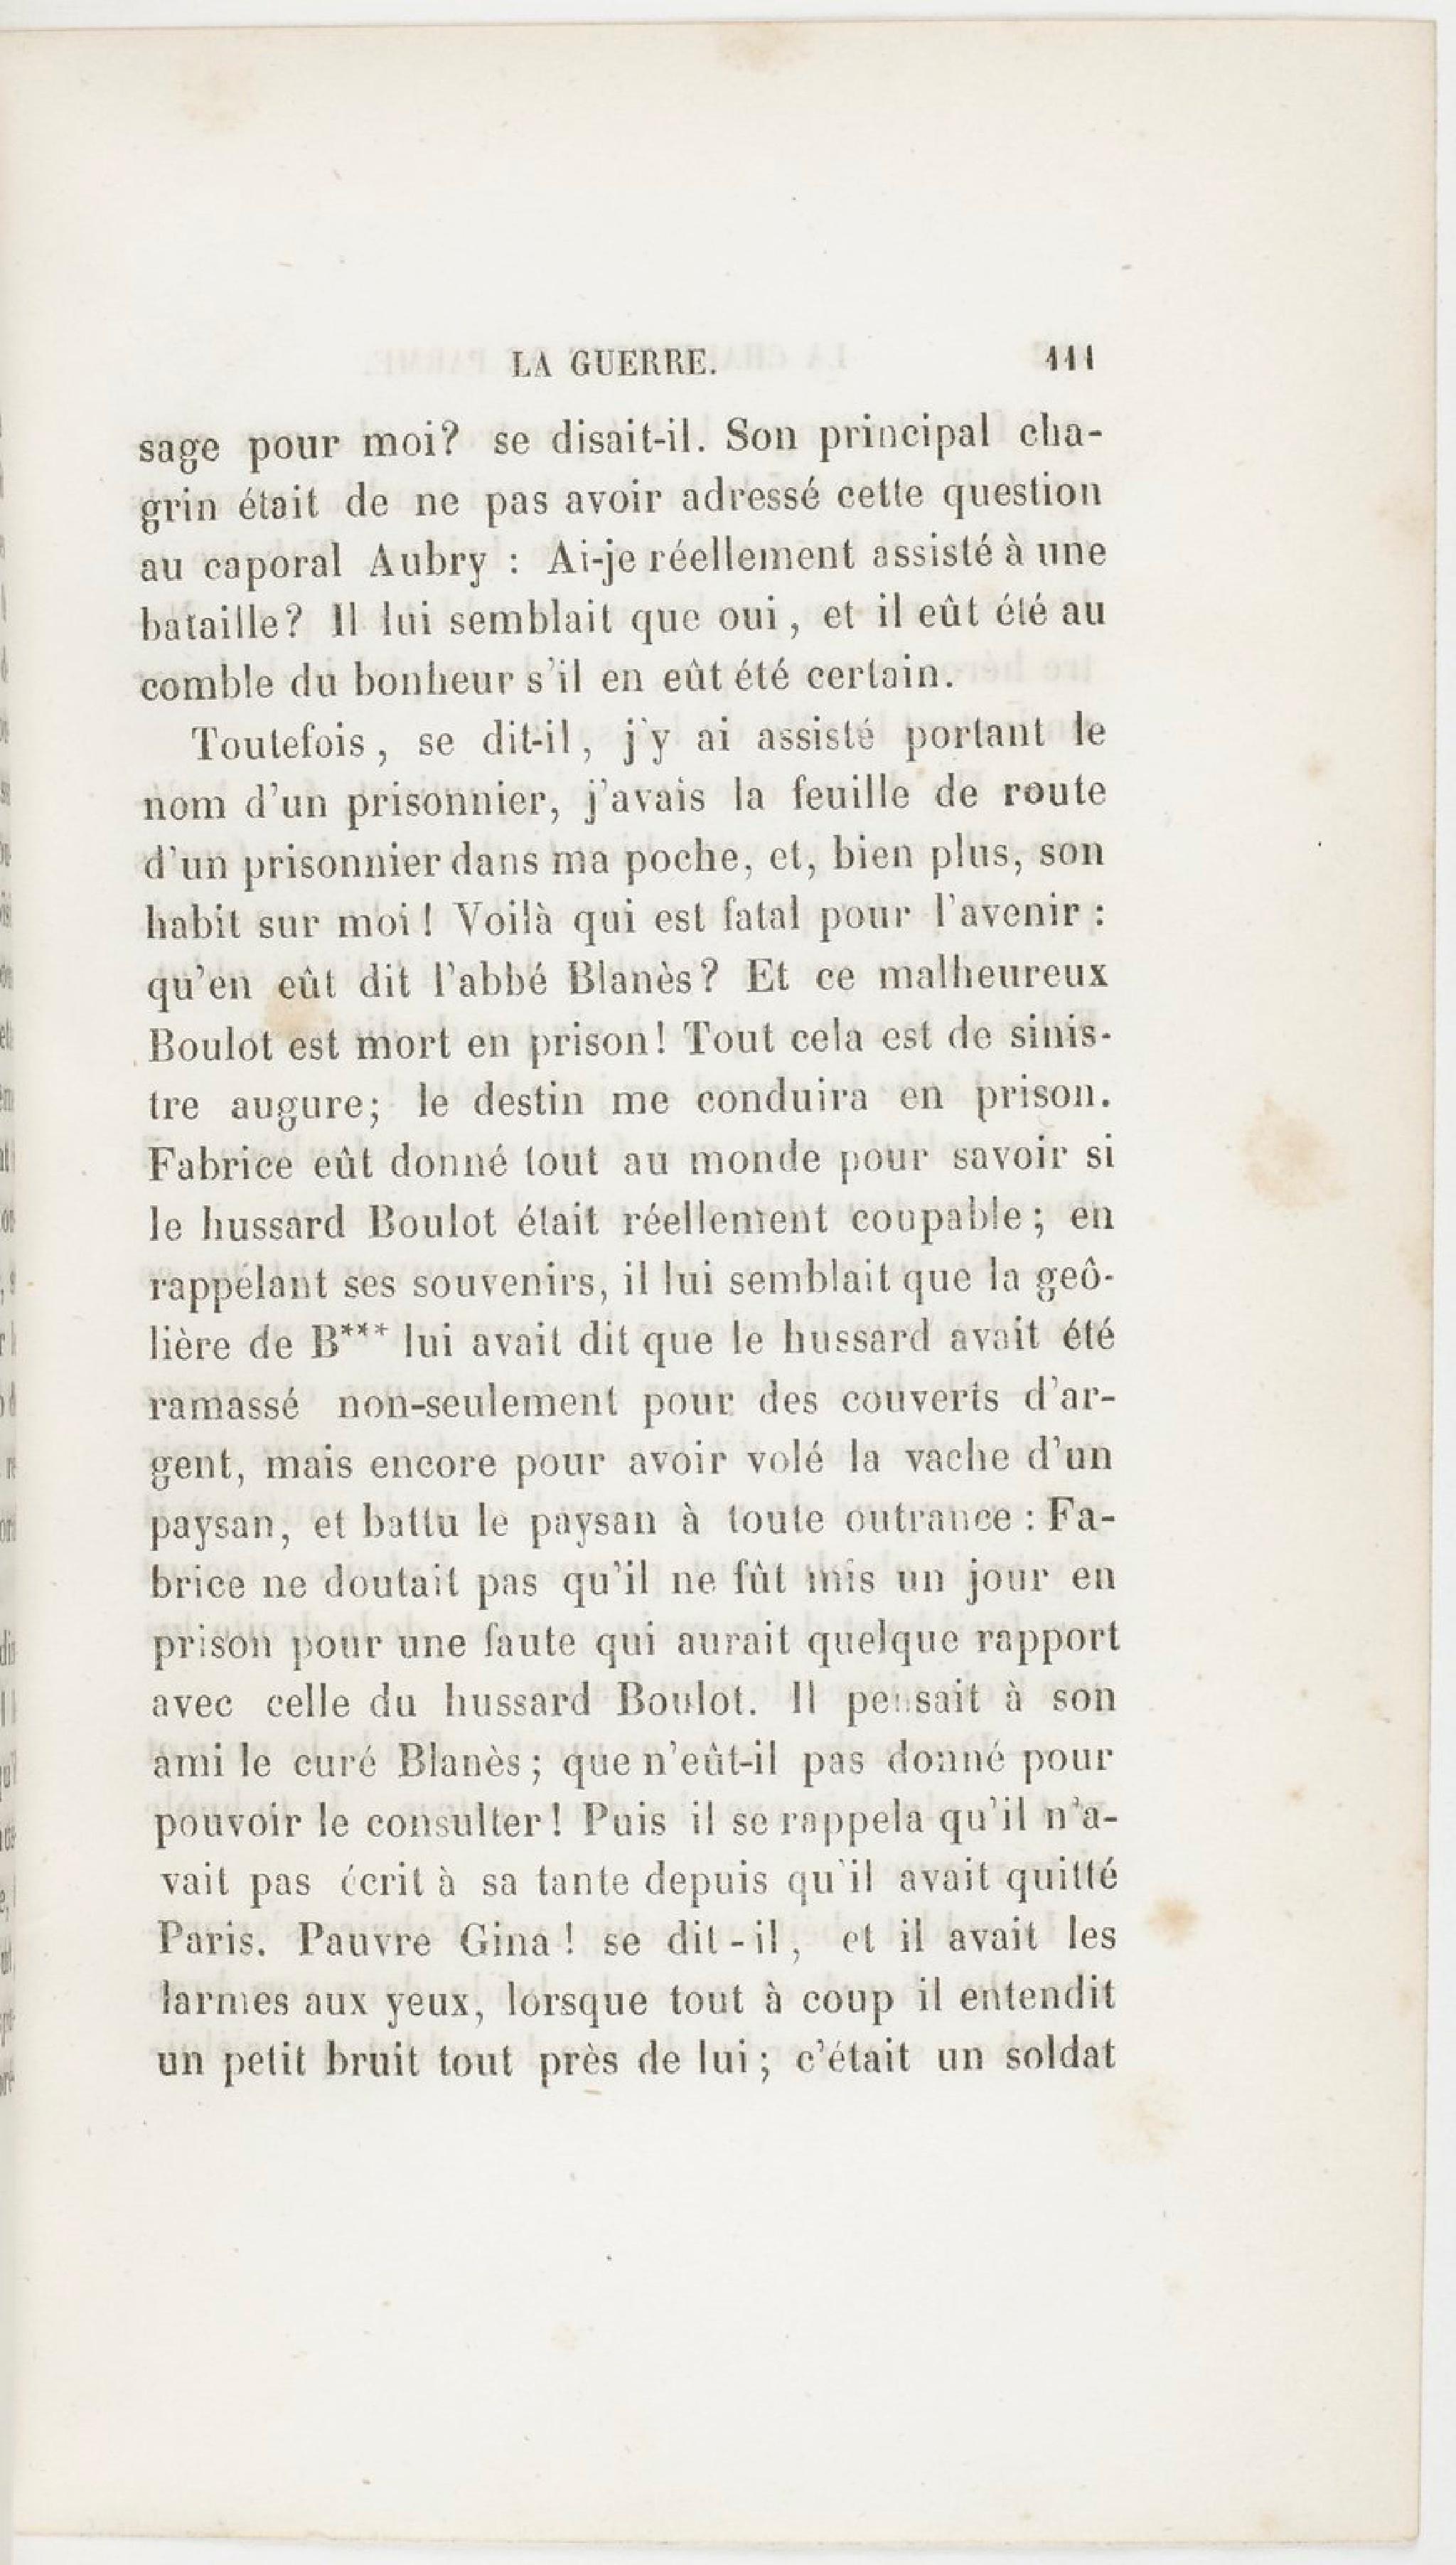 LA GUERRE. 111
sage pour moi? se disait-il. Son principal cha-
grin était de ne pas avoir adressé cette question
au caporal Aubry : Ai-je réellement assisté à une
bataille? Il lui semblait que oui, et il eût été au
comble du bonheur s'il en eût été certain.
Toutefois, se dit-il, j'y ai assisté portant le
nom d'un prisonnier, j'avais la feuille de route
d'un prisonnier dans ma poche, et, bien plus, son
habit sur moi! Voilà qui est fatal pour l'avenir :
qu'en eût dit l'abbé Blanès? Et ce malheureux
Boulot est mort en prison! Tout cela est de sinis-
tre augure; le destin me conduira en prison.
Fabrice eût donné tout au monde pour savoir si
le hussard Boulot était réellement coupable; en
rappelant ses souvenirs, il lui semblait que la geô-
lière de B*** lui avait dit que le hussard avait été
ramassé non-seulement pour des couverts d'ar-
gent, mais encore pour avoir volé la vache d'un
paysan, et battu le paysan à toute outrance : Fa-
brice ne doutait pas qu'il ne fût mis un jour en
prison pour une faute qui aurait quelque rapport
avec celle du hussard Boulot. Il pensait à son
ami le curé Blanès; que n'eût-il pas donné pour
pouvoir le consulter! Puis il se rappela qu'il n'a-
vait pas écrit à sa tante depuis qu'il avait quitté
Paris. Pauvre Gina! se dit-il, et il avait les
larmes aux yeux, lorsque tout à coup il entendit
un petit bruit tout près de lui; c'était un soldat